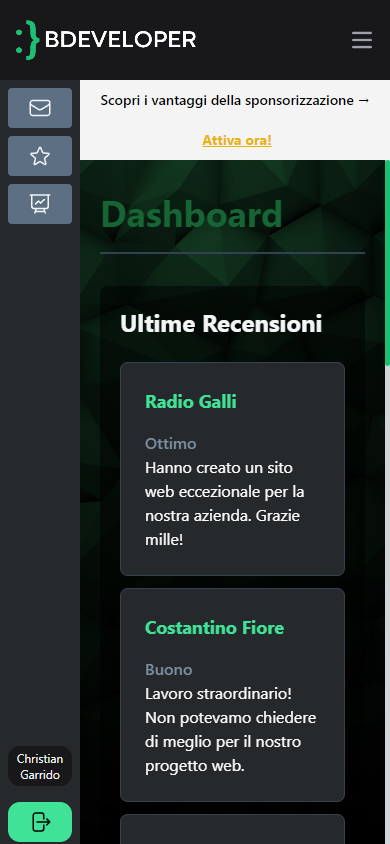 BDEVELOPER
Scopri i vantaggi della sponsorizzazione →
Attiva ora!
Dashboard
Ultime Recensioni
Radio Galli
Ottimo
Hanno creato un sito
web eccezionale per la
nostra azienda. Grazie
mille!
Costantino Fiore
Buono
Lavoro straordinario!
Non potevamo chiedere
di meglio per il nostro
progetto web.
Christian
Garrido